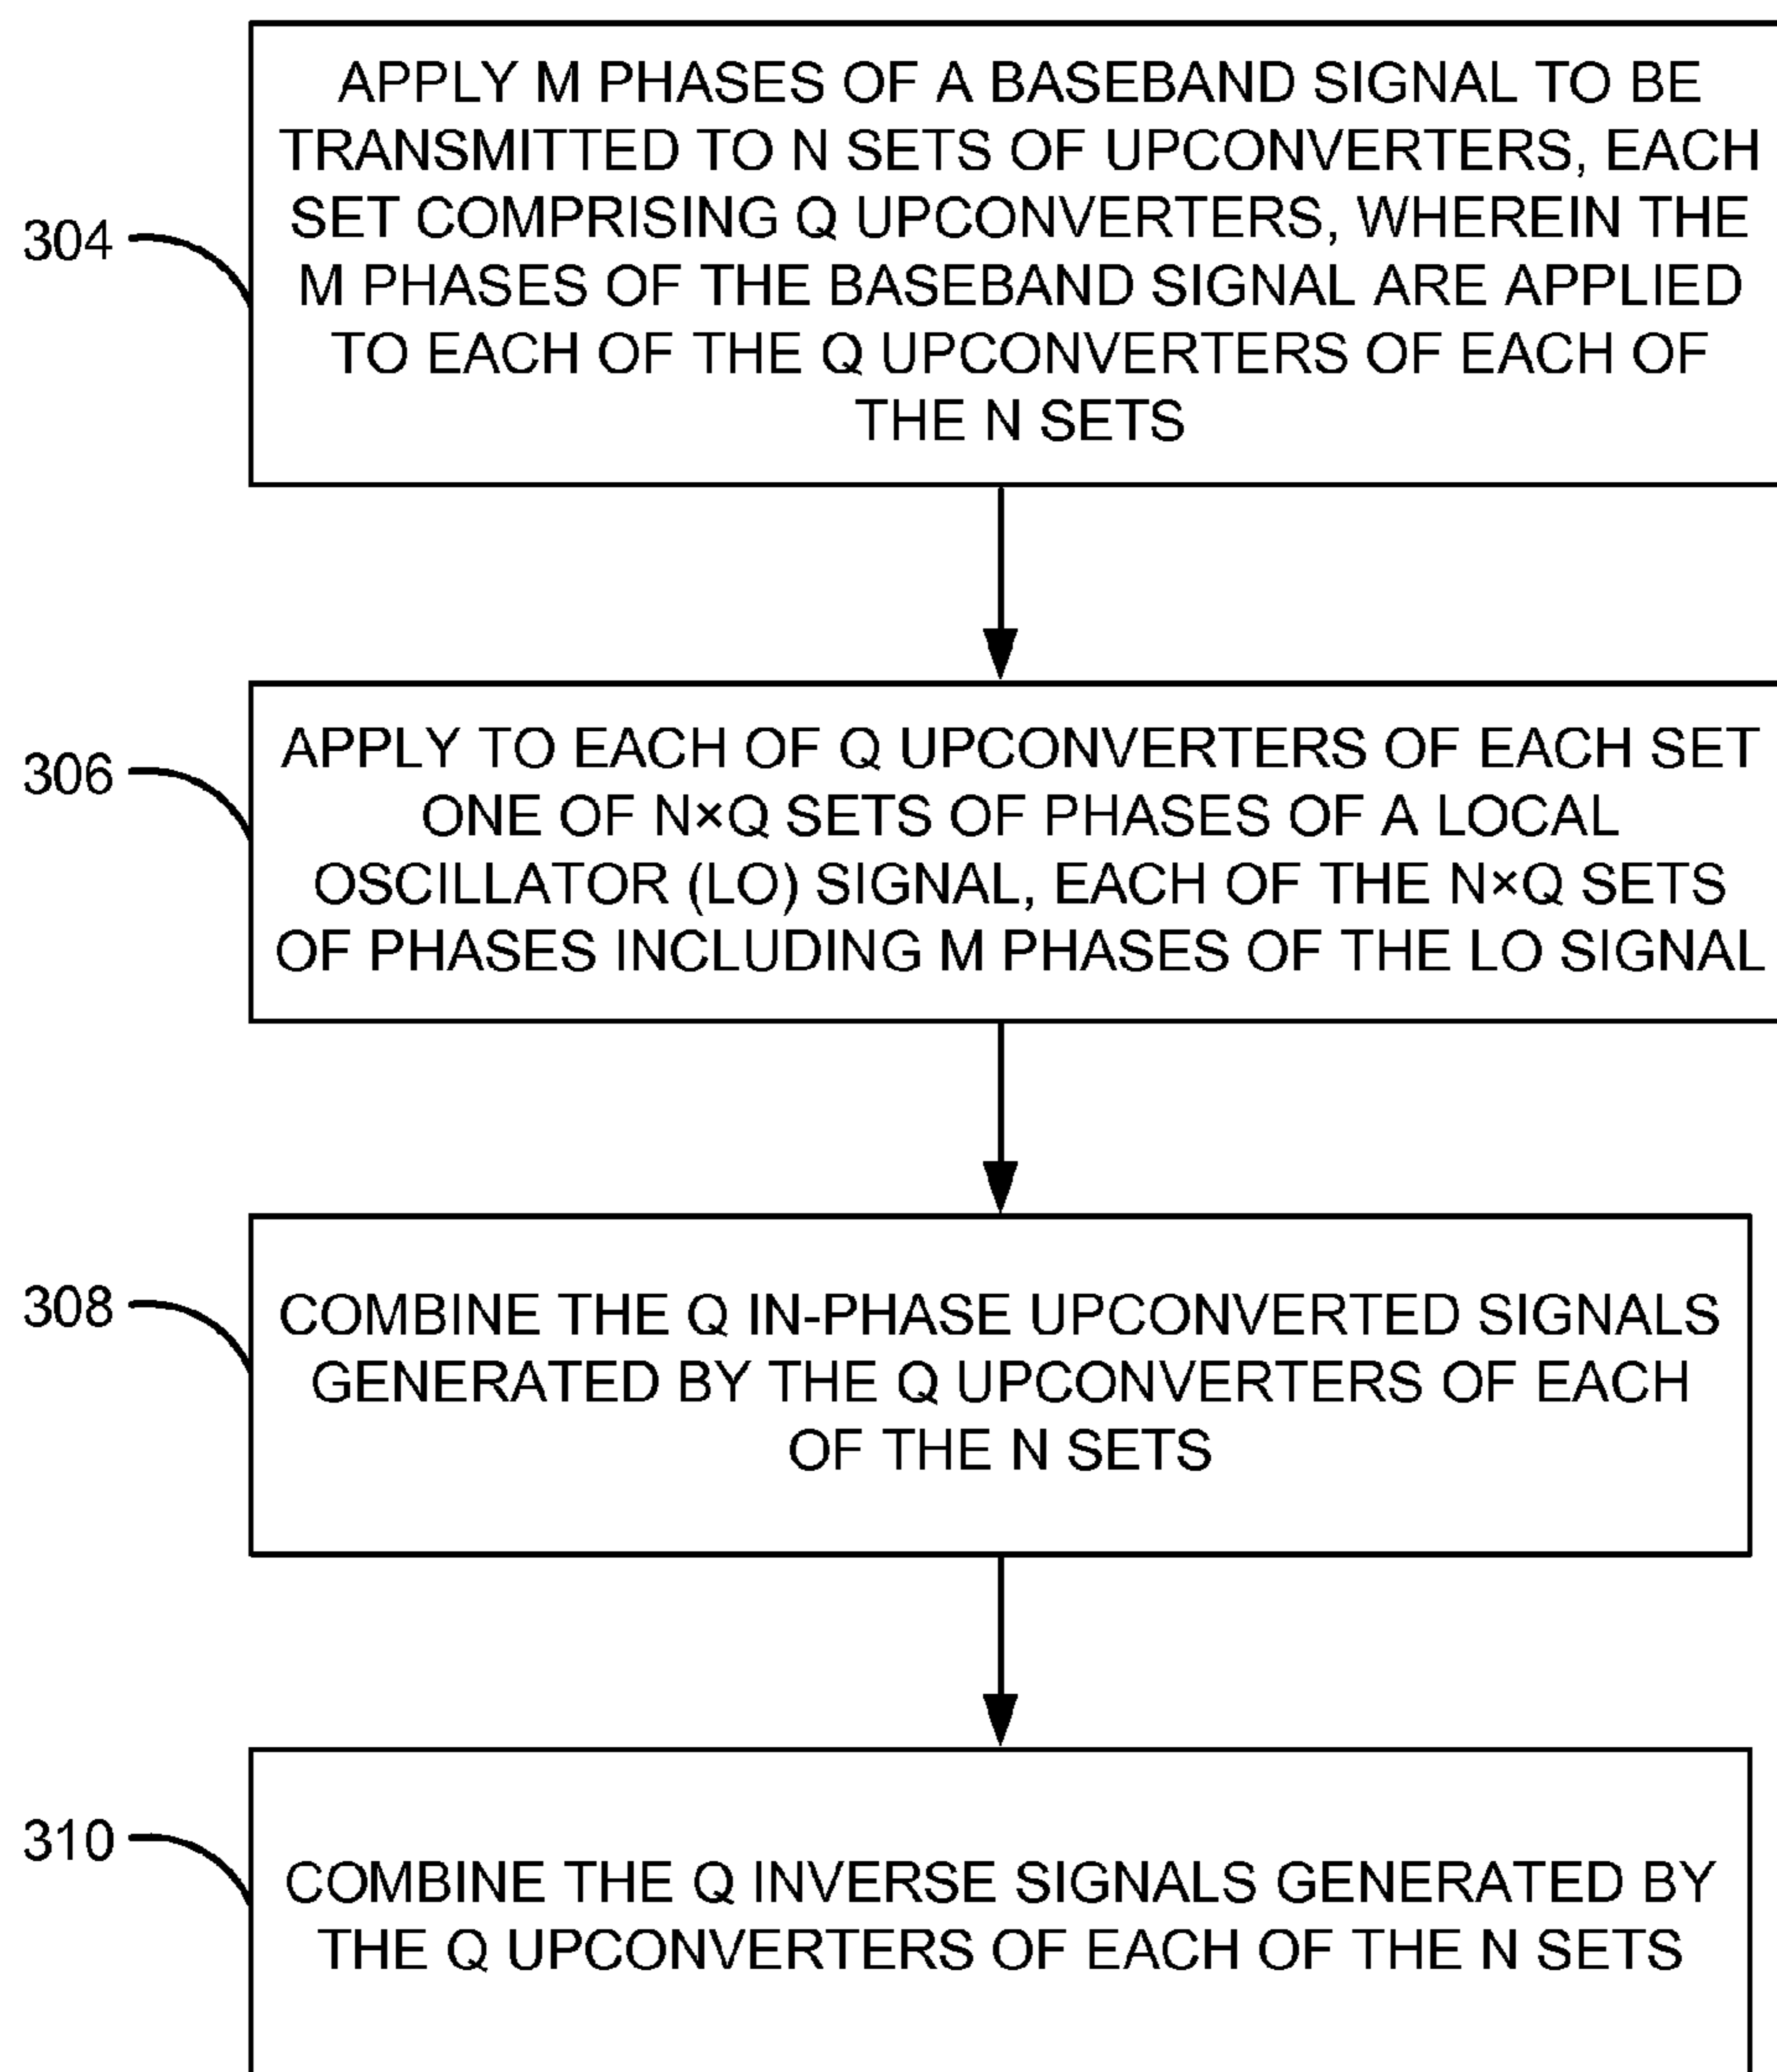 304
APPLY M PHASES OF A BASEBAND SIGNAL TO BE
TRANSMITTED TO N SETS OF UPCONVERTERS, EACH
SET COMPRISING Q UPCONVERTERS, WHEREIN THE
M PHASES OF THE BASEBAND SIGNAL ARE APPLIED
TO EACH OF THE Q UPCONVERTERS OF EACH OF
THE N SETS
306
APPLY TO EACH OF Q UPCONVERTERS OF EACH SET
ONE OF N×Q SETS OF PHASES OF A LOCAL
OSCILLATOR (LO) SIGNAL, EACH OF THE N×Q SETS
OF PHASES INCLUDING M PHASES OF THE LO SIGNAL
308
COMBINE THE Q IN-PHASE UPCONVERTED SIGNALS
GENERATED BY THE Q UPCONVERTERS OF EACH
OF THE N SETS
310
COMBINE THE Q INVERSE SIGNALS GENERATED BY
THE Q UPCONVERTERS OF EACH OF THE N SETS